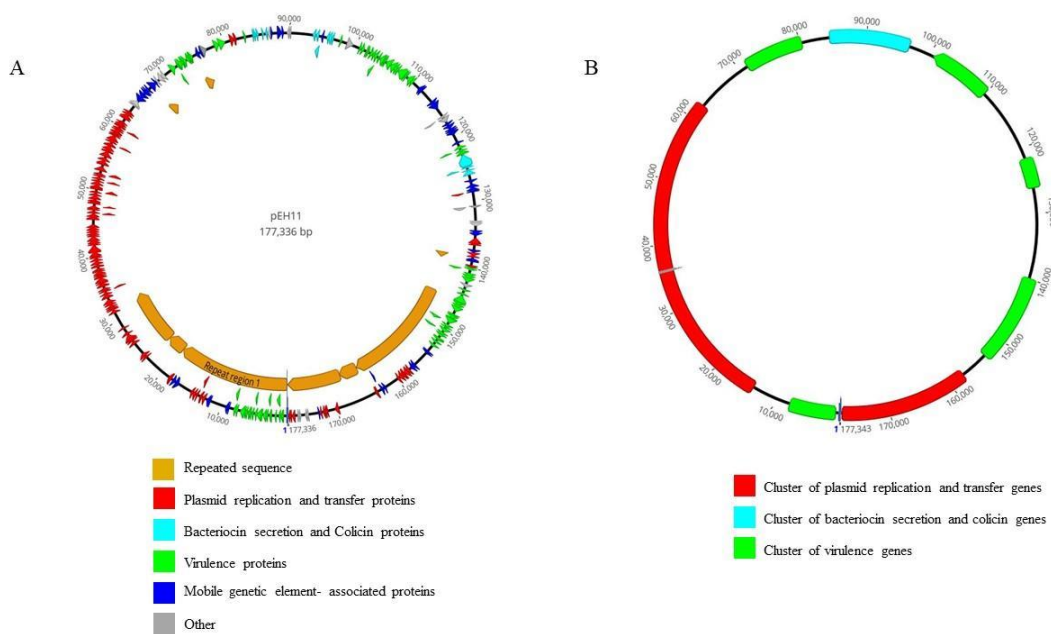 A
B
pEH11
177,336 bp
90,000
100,000
110,000
120,000
130,000
140,000
150,000
160,000
170,000
177,336
1
10,000
20,000
30,000
40,000
50,000
60,000
70,000
80,000
Repeat region 1
Repeated sequence
Plasmid replication and transfer proteins
Bacteriocin secretion and Colicin proteins
Virulence proteins
Mobile genetic element- associated proteins
Other
90,000
100,000
110,000
120,000
140,000
150,000
160,000
170,000
177,343
1
10,000
20,000
30,000
40,000
50,000
60,000
70,000
80,000
Cluster of plasmid replication and transfer genes
Cluster of bacteriocin secretion and colicin genes
Cluster of virulence genes